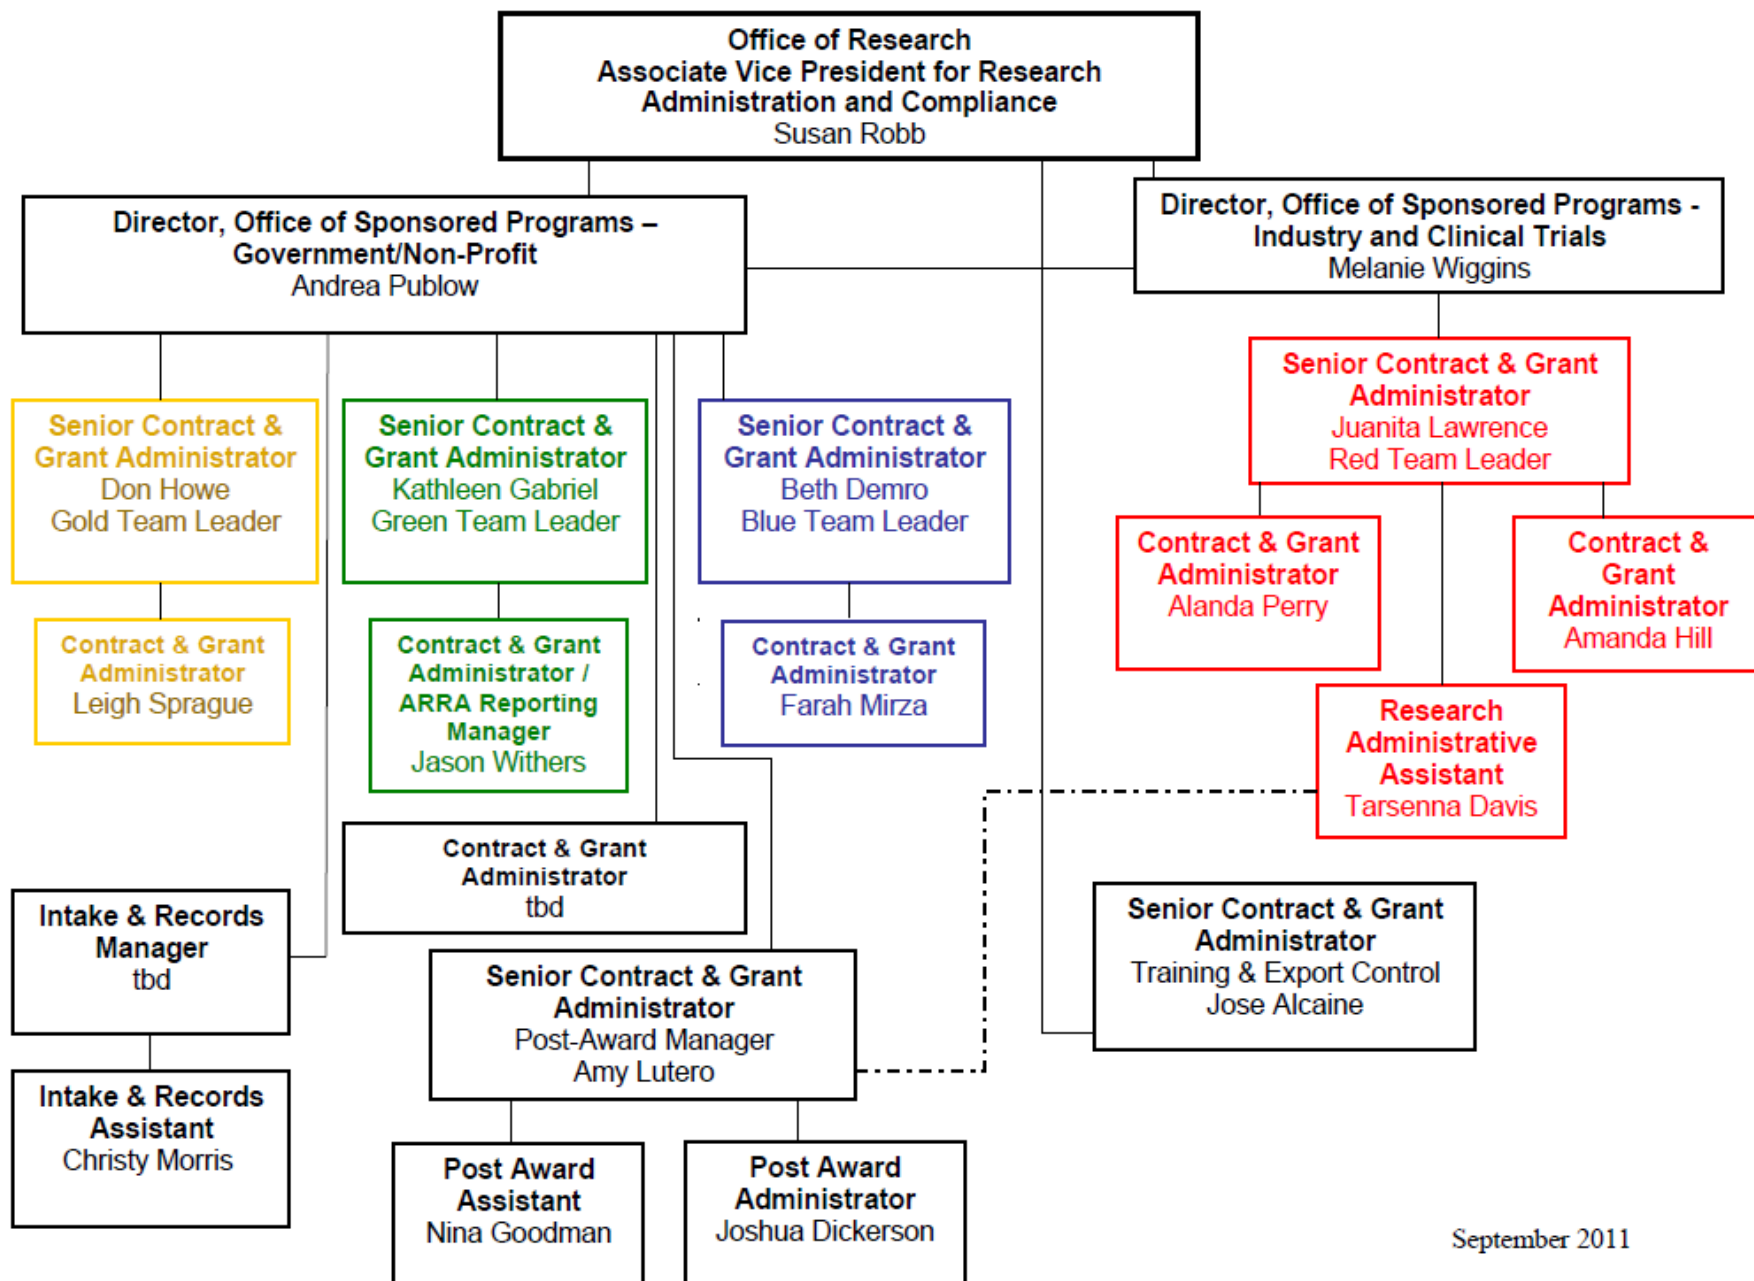 Office of Research
Associate Vice President for Research
Administration and Compliance
Susan Robb
Director, Office of Sponsored Programs –
Government/Non-Profit
Andrea Publow
Director, Office of Sponsored Programs -
Industry and Clinical Trials
Melanie Wiggins
Senior Contract &
Grant Administrator
Don Howe
Gold Team Leader
Senior Contract &
Grant Administrator
Kathleen Gabriel
Green Team Leader
Senior Contract &
Grant Administrator
Beth Demro
Blue Team Leader
Senior Contract & Grant
Administrator
Juanita Lawrence
Red Team Leader
Contract & Grant
Administrator
Leigh Sprague
Contract & Grant
Administrator /
ARRA Reporting
Manager
Jason Withers
Contract & Grant
Administrator
Farah Mirza
Contract & Grant
Administrator
Alanda Perry
Contract &
Grant
Administrator
Amanda Hill
Research
Administrative
Assistant
Tarsenna Davis
Contract & Grant
Administrator
tbd
Intake & Records
Manager
tbd
Senior Contract & Grant
Administrator
Post-Award Manager
Amy Lutero
Senior Contract & Grant
Administrator
Training & Export Control
Jose Alcaine
Intake & Records
Assistant
Christy Morris
Post Award
Assistant
Nina Goodman
Post Award
Administrator
Joshua Dickerson
September 2011